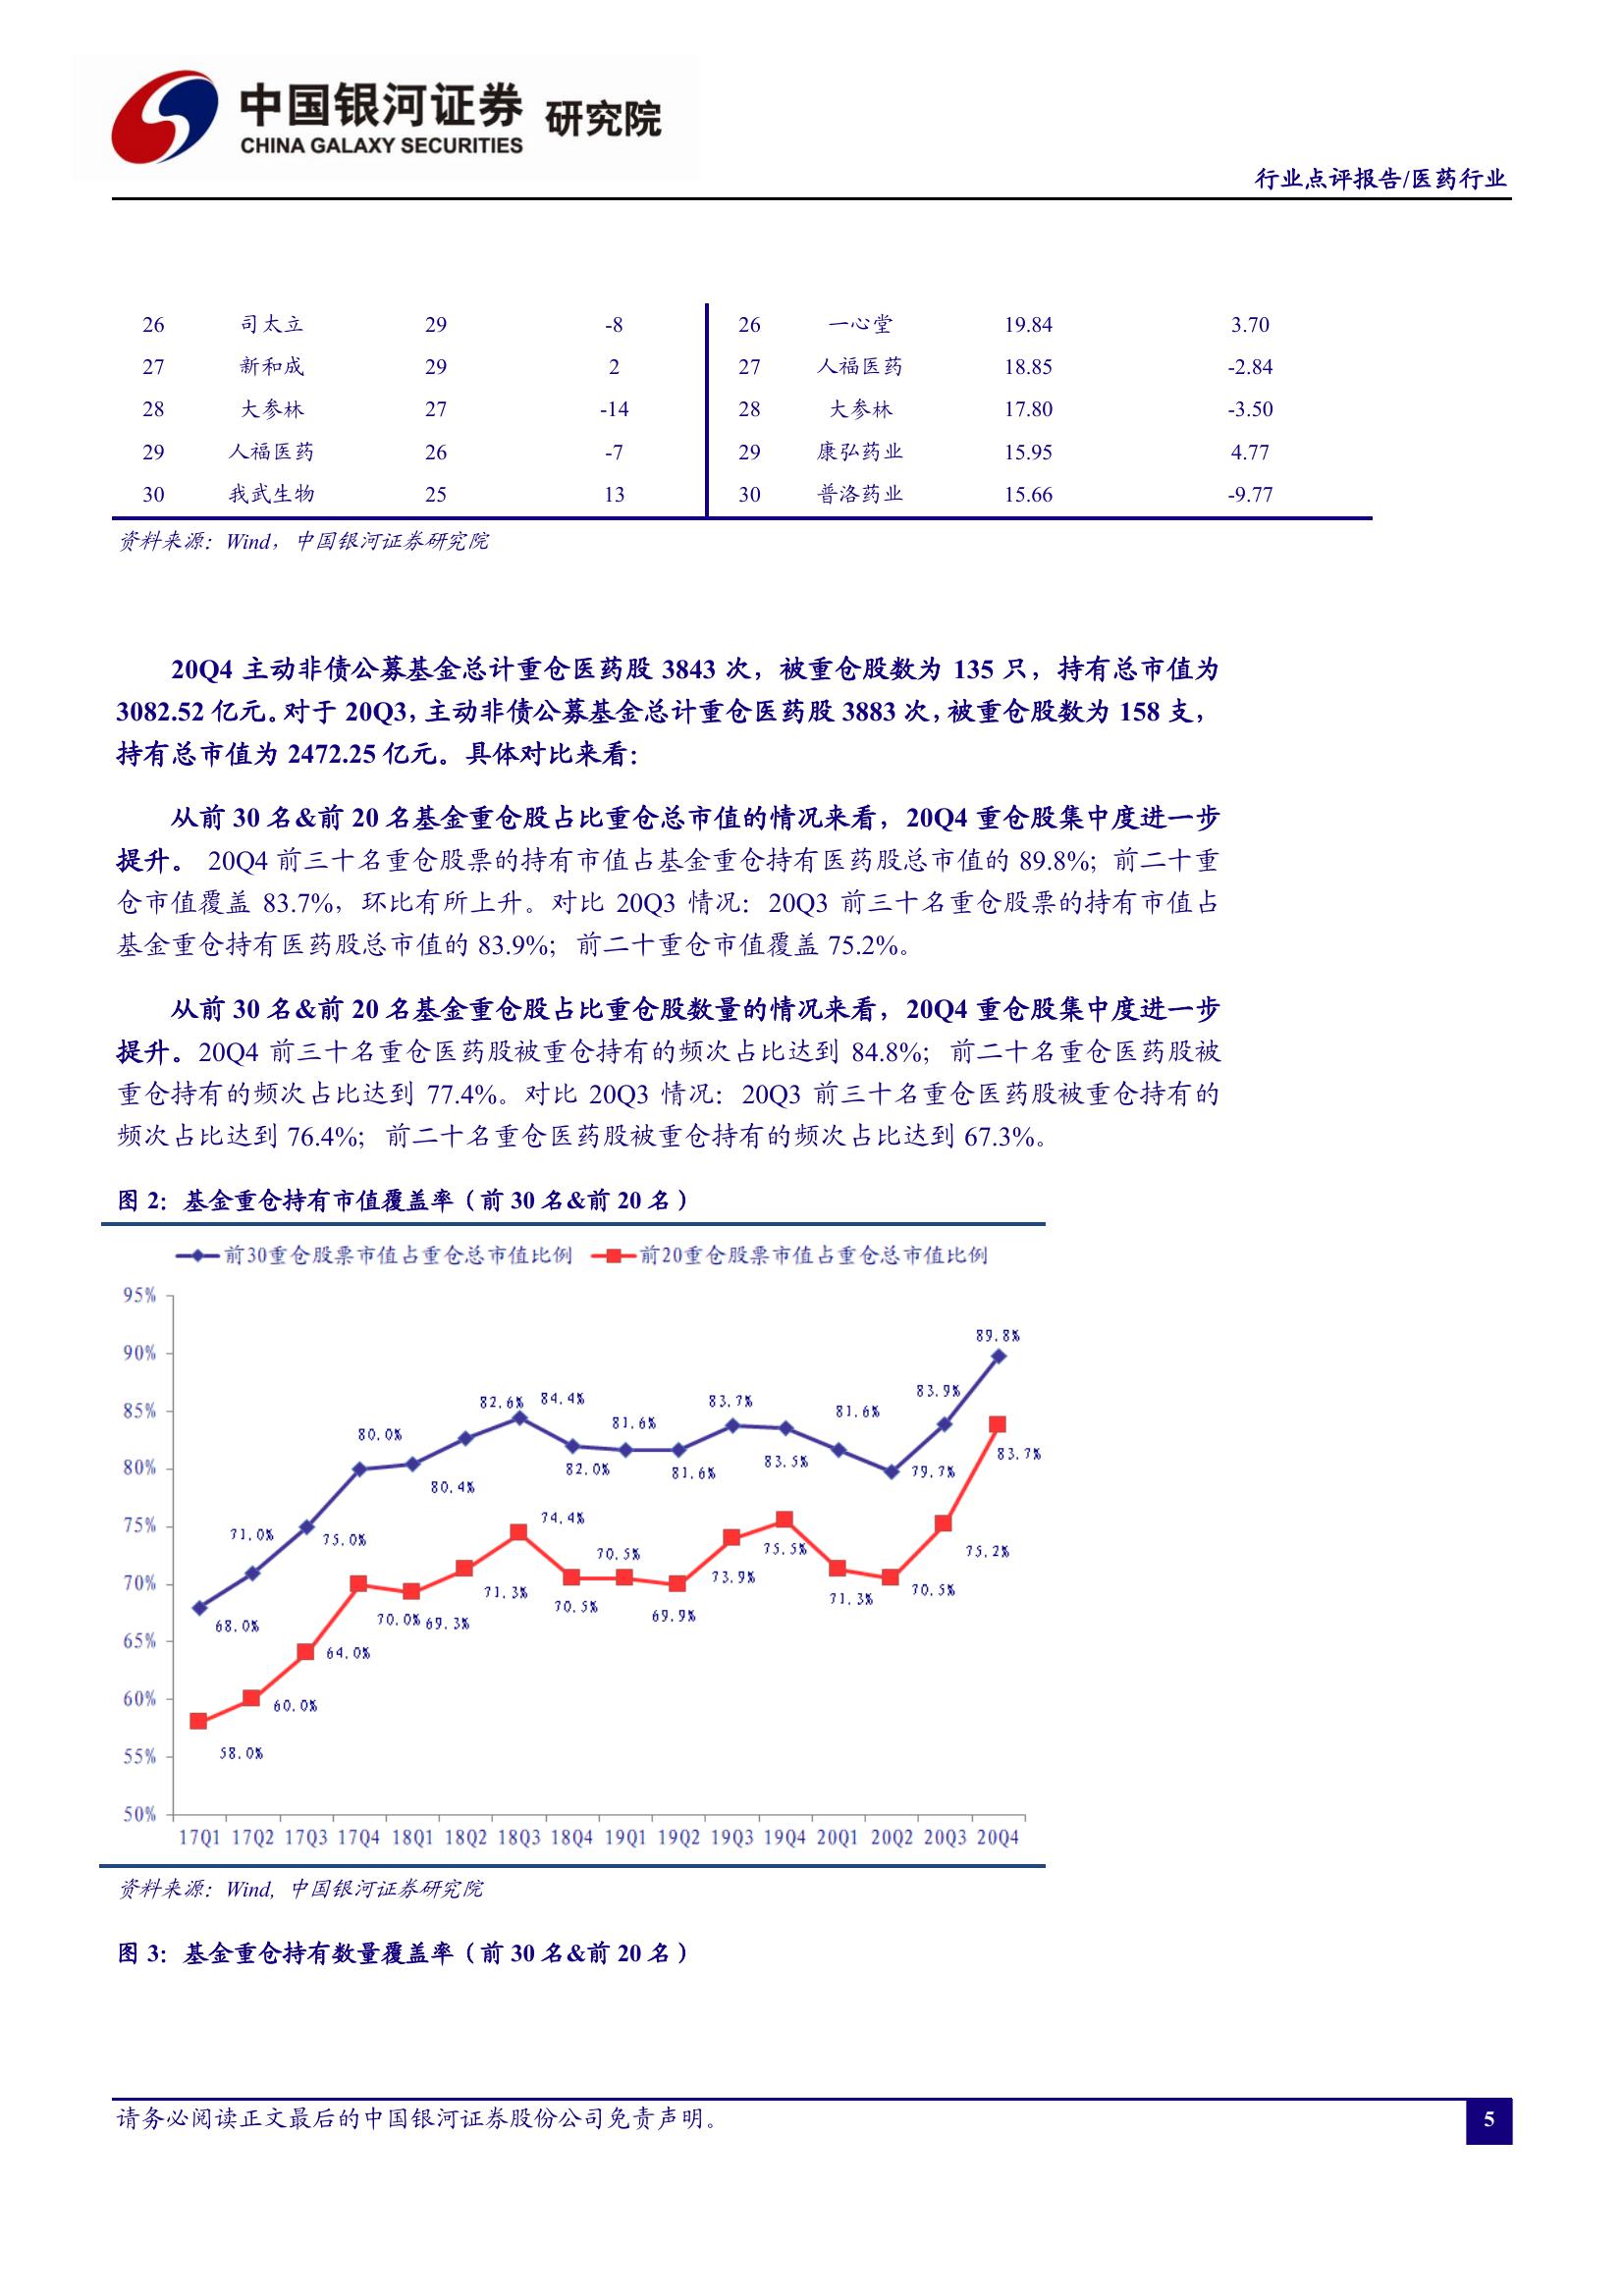 中国银河证券 研究院
CHINA GALAXY SECURITIES
行业点评报告/医药行业
26 司太立 29 -8 26 一心堂 19.84 3.70
27 新和成 29 2 27 人福医药 18.85 -2.84
28 大参林 27 -14 28 大参林 17.80 -3.50
29 人福医药 26 -7 29 康弘药业 15.95 4.77
30 我武生物 25 13 30 普洛药业 15.66 -9.77
资料来源：Wind，中国银河证券研究院
20Q4 主动非债公募基金总计重仓医药股 3843 次，被重仓股数为 135 只，持有总市值为
3082.52 亿元。对于 20Q3，主动非债公募基金总计重仓医药股 3883 次，被重仓股数为 158 支，
持有总市值为 2472.25 亿元。具体对比来看：
从前 30 名&前 20 名基金重仓股占比重仓总市值的情况来看，20Q4 重仓股集中度进一步
提升。 20Q4 前三十名重仓股票的持有市值占基金重仓持有医药股总市值的 89.8%；前二十重
仓市值覆盖 83.7%，环比有所上升。对比 20Q3 情况：20Q3 前三十名重仓股票的持有市值占
基金重仓持有医药股总市值的 83.9%；前二十重仓市值覆盖 75.2%。
从前 30 名&前 20 名基金重仓股占比重仓股数量的情况来看，20Q4 重仓股集中度进一步
提升。20Q4 前三十名重仓医药股被重仓持有的频次占比达到 84.8%；前二十名重仓医药股被
重仓持有的频次占比达到 77.4%。对比 20Q3 情况：20Q3 前三十名重仓医药股被重仓持有的
频次占比达到 76.4%；前二十名重仓医药股被重仓持有的频次占比达到 67.3%。
图 2：基金重仓持有市值覆盖率（前 30 名&前 20 名）
前30重仓股票市值占重仓总市值比例 前20重仓股票市值占重仓总市值比例
95%
90%
85%
80%
75%
70%
65%
60%
55%
50%
68.0% 71.0% 75.0% 80.0% 80.4% 82.6% 84.4% 82.0% 81.6% 81.6% 83.7% 83.5% 81.6% 79.7% 83.9% 89.8%
58.0% 60.0% 64.0% 70.0% 69.3% 71.3% 74.4% 70.5% 70.5% 69.9% 73.9% 75.5% 71.3% 70.5% 75.2% 83.7%
17Q1 17Q2 17Q3 17Q4 18Q1 18Q2 18Q3 18Q4 19Q1 19Q2 19Q3 19Q4 20Q1 20Q2 20Q3 20Q4
资料来源：Wind, 中国银河证券研究院
图 3：基金重仓持有数量覆盖率（前 30 名&前 20 名）
请务必阅读正文最后的中国银河证券股份公司免责声明。
5